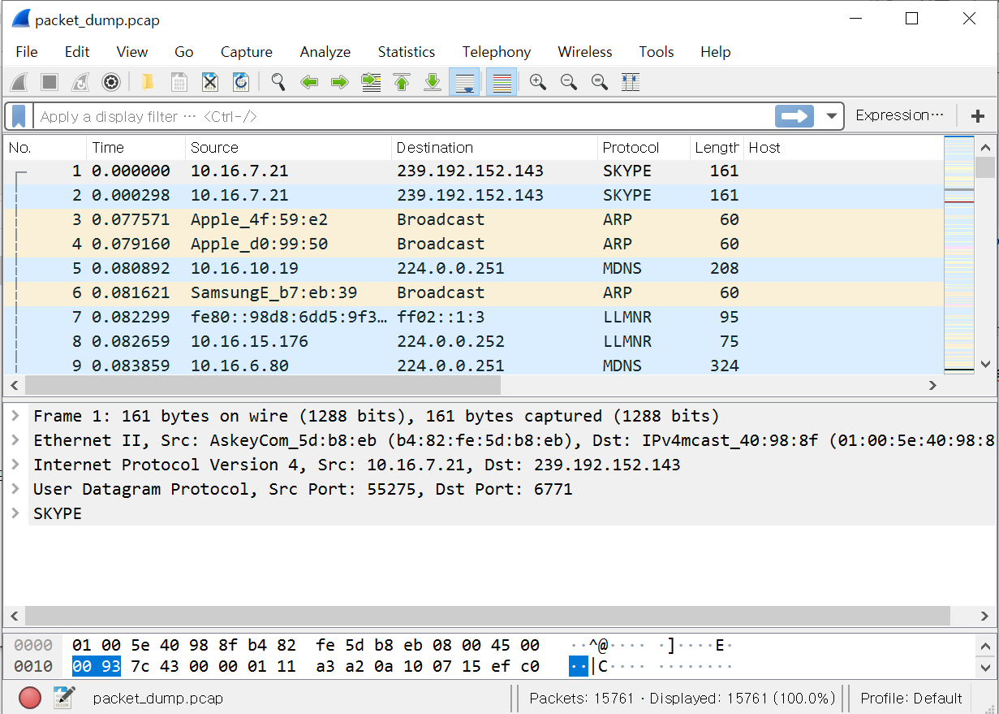 packet_dump.pcap
File Edit View Go Capture Analyze Statistics Telephony Wireless Tools Help
Apply a display filter ··· <Ctrl-/> Expression··· +
No. Time Source Destination Protocol Length Host
1 0.000000 10.16.7.21 239.192.152.143 SKYPE 161
2 0.000298 10.16.7.21 239.192.152.143 SKYPE 161
3 0.077571 Apple_4f:59:e2 Broadcast ARP 60
4 0.079160 Apple_d0:99:50 Broadcast ARP 60
5 0.080892 10.16.10.19 224.0.0.251 MDNS 208
6 0.081621 SamsungE_b7:eb:39 Broadcast ARP 60
7 0.082299 fe80::98d8:6dd5:9f3… ff02::1:3 LLMNR 95
8 0.082659 10.16.15.176 224.0.0.252 LLMNR 75
9 0.083859 10.16.6.80 224.0.0.251 MDNS 324
Frame 1: 161 bytes on wire (1288 bits), 161 bytes captured (1288 bits)
Ethernet II, Src: AskeyCom_5d:b8:eb (b4:82:fe:5d:b8:eb), Dst: IPv4mcast_40:98:8f (01:00:5e:40:98:8
Internet Protocol Version 4, Src: 10.16.7.21, Dst: 239.192.152.143
User Datagram Protocol, Src Port: 55275, Dst Port: 6771
SKYPE
0000 01 00 5e 40 98 8f b4 82 fe 5d b8 eb 08 00 45 00 ··^@···· ·]····E·
0010 00 93 7c 43 00 00 01 11 a3 a2 0a 10 07 15 ef c0 ··|C···· ········
packet_dump.pcap Packets: 15761 · Displayed: 15761 (100.0%) Profile: Default